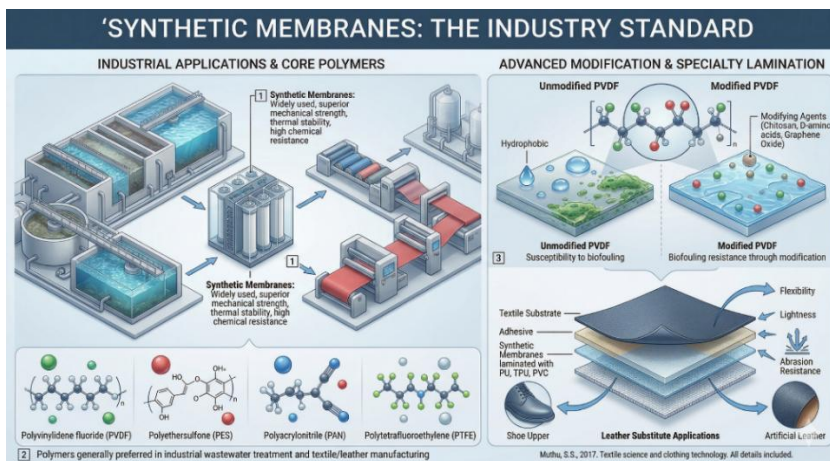 'SYNTHETIC MEMBRANES: THE INDUSTRY STANDARD
INDUSTRIAL APPLICATIONS & CORE POLYMERS
1 Synthetic Membranes:
Widely used, superior
mechanical strength,
thermal stability,
high chemical
resistance
1
Synthetic Membranes:
Widely used, superior
mechanical strength,
thermal stability, high
chemical resistance
n
Polyvinylidene fluoride (PVDF)
HO
OH
OH
n
Polyethersulfone (PES)
Polyacrylonitrile (PAN)
n
Polytetrafluoroethylene (PTFE)
2 Polymers generally preferred in industrial wastewater treatment and textile/leather manufacturing
ADVANCED MODIFICATION & SPECIALTY LAMINATION
Unmodified PVDF
Modified PVDF
n
Hydrophobic
Modifying Agents
(Chitosan, D-amino
acids, Graphene
Oxide)
3
Unmodified PVDF
Susceptibility to biofouling
Modified PVDF
Biofouling resistance through modification
Textile Substrate
Adhesive
Synthetic
Membranes
laminated with
PU, TPU, PVC
Flexibility
Lightness
Abrasion
Resistance
Shoe Upper
Leather Substitute Applications
Artificial Leather
Muthu, S.S., 2017. Textile science and clothing technology. All details included.